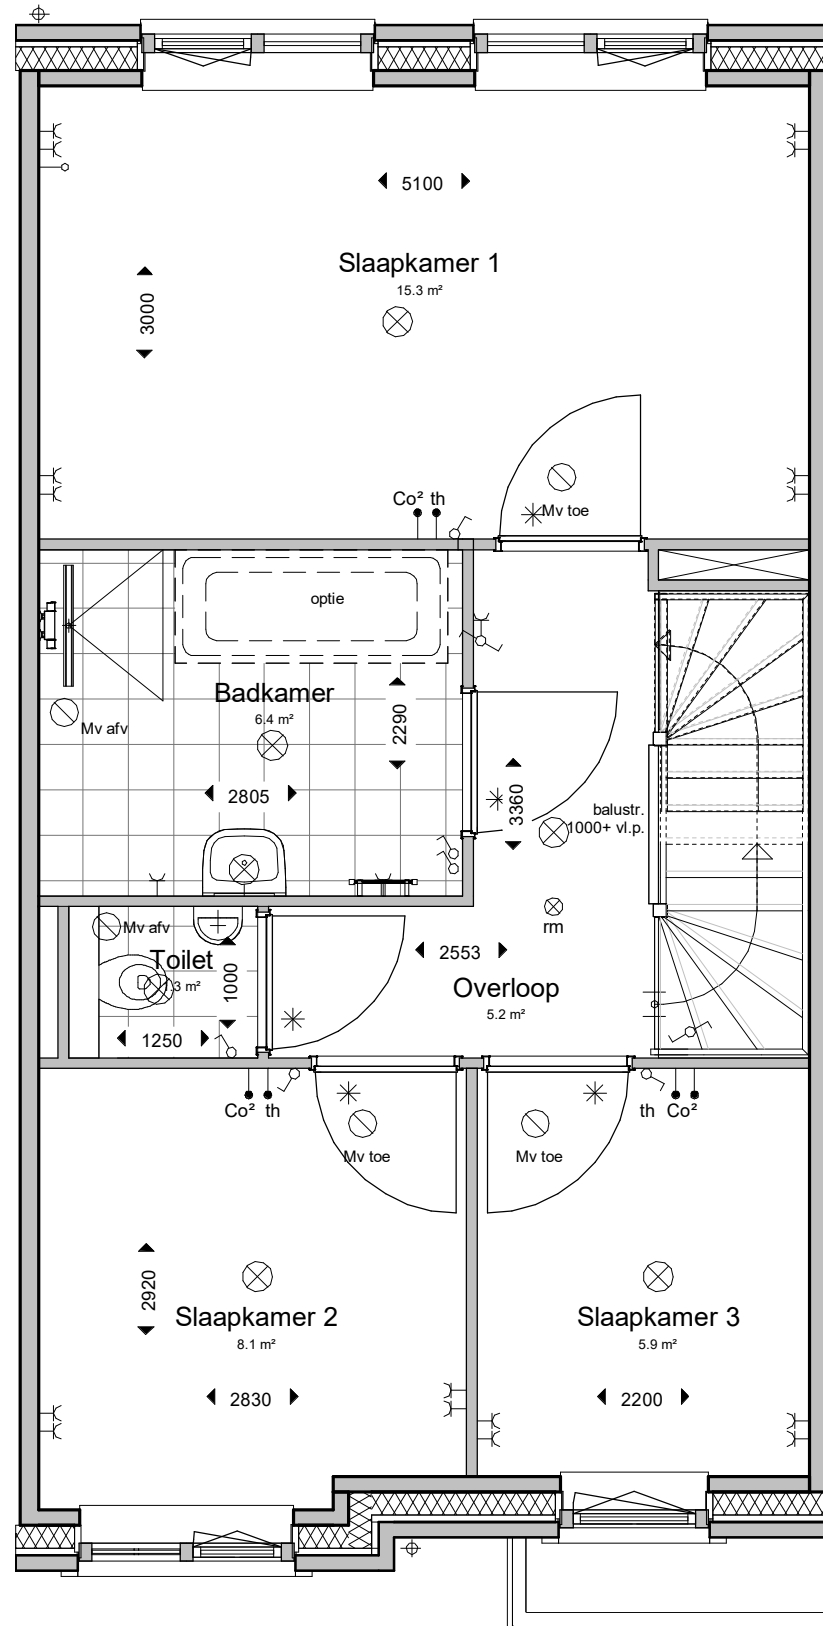 5100
Slaapkamer 1
15.3 m²
3000
Co² th
Mv toe
optie
Badkamer
6.4 m²
2290
Mv afv
2805
3360
balustr.
1000+ vl.p.
rm
Mv afv
Toilet
1.3 m²
1000
1250
2553
Overloop
5.2 m²
Co² th
Mv toe
th Co²
Mv toe
2920
Slaapkamer 2
8.1 m²
2830
Slaapkamer 3
5.9 m²
2200